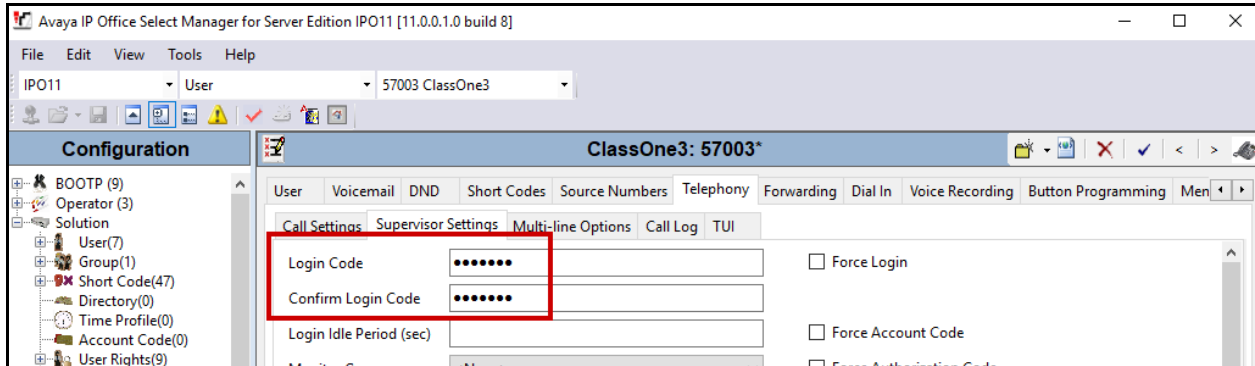 Avaya IP Office Select Manager for Server Edition IPO11 [11.0.0.1.0 build 8]
File Edit View Tools Help
IPO11 User 57003 ClassOne3
Configuration ClassOne3: 57003*
BOOTP (9)
Operator (3)
Solution
User(7)
Group(1)
Short Code(47)
Directory(0)
Time Profile(0)
Account Code(0)
User Rights(9)
User Voicemail DND Short Codes Source Numbers Telephony Forwarding Dial In Voice Recording Button Programming Men
Call Settings Supervisor Settings Multi-line Options Call Log TUI
Login Code ●●●●●●● Force Login
Confirm Login Code ●●●●●●●
Login Idle Period (sec) Force Account Code